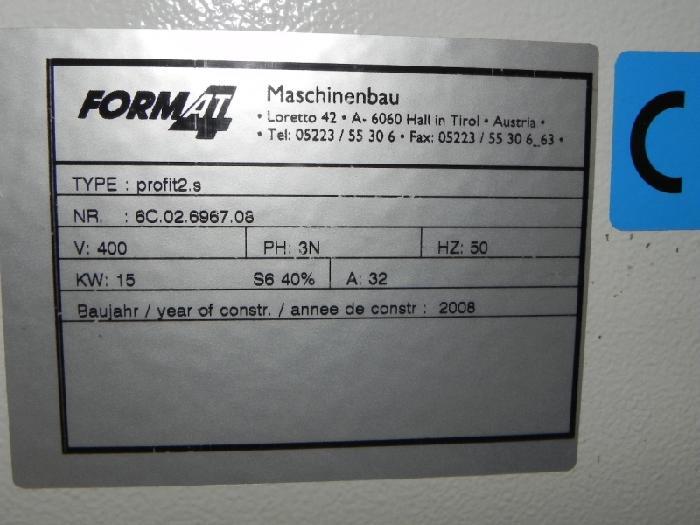 FORMAT 4
Maschinenbau
• Loretto 42 • A- 6060 Hall in Tirol • Austria •
• Tel: 05223 / 55 30 6 • Fax: 05223 / 55 30 6_63 •
TYPE : profit2.s
NR. : 6C.02.6967.08
V: 400 PH: 3N HZ: 50
KW: 15 S6 40% A: 32
Baujahr / year of constr. / annee de constr : 2008
C